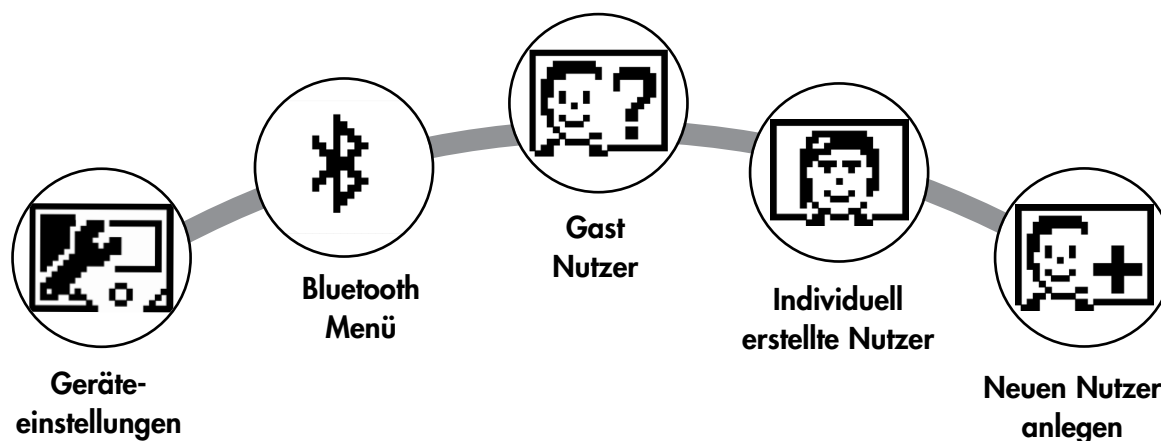 Geräte-
einstellungen
Bluetooth
Menü
Gast
Nutzer
Individuell
erstellte Nutzer
Neuen Nutzer
anlegen